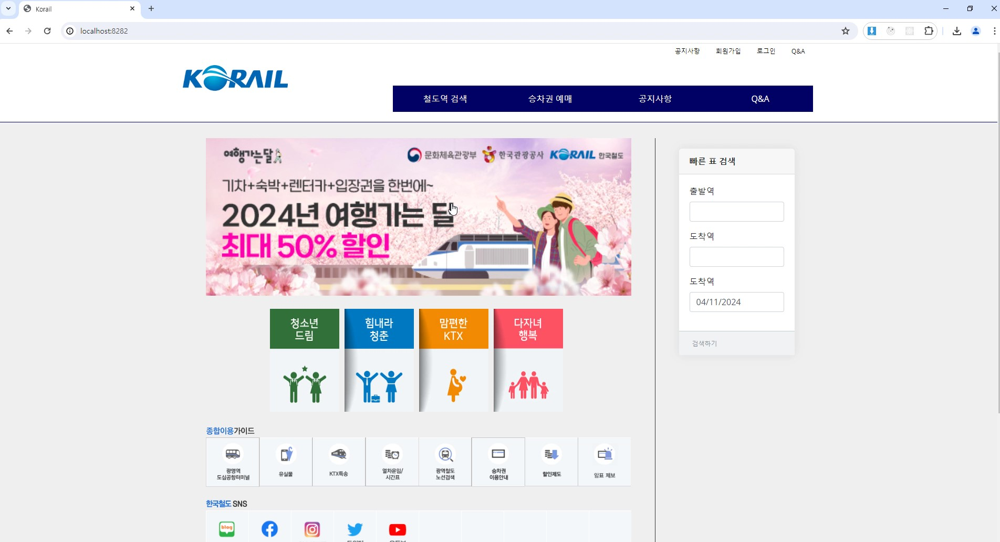 Korail
localhost:8282
공지사항 회원가입 로그인 Q&A
KORAIL
철도역 검색 승차권 예매 공지사항 Q&A
여행가는달
문화체육관광부 한국관광공사 KORAIL 한국철도
기차+숙박+렌터카+입장권을 한번에~
2024년 여행가는 달
최대 50% 할인
빠른 표 검색
출발역
도착역
도착역
04/11/2024
검색하기
청소년
드림
힘내라
청춘
맘편한
KTX
다자녀
행복
종합이용가이드
광명역
도심공항터미널
유실물
KTX특송
열차운임/
시간표
광역철도
노선검색
승차권
이용안내
할인제도
암표 제보
한국철도 SNS
blog